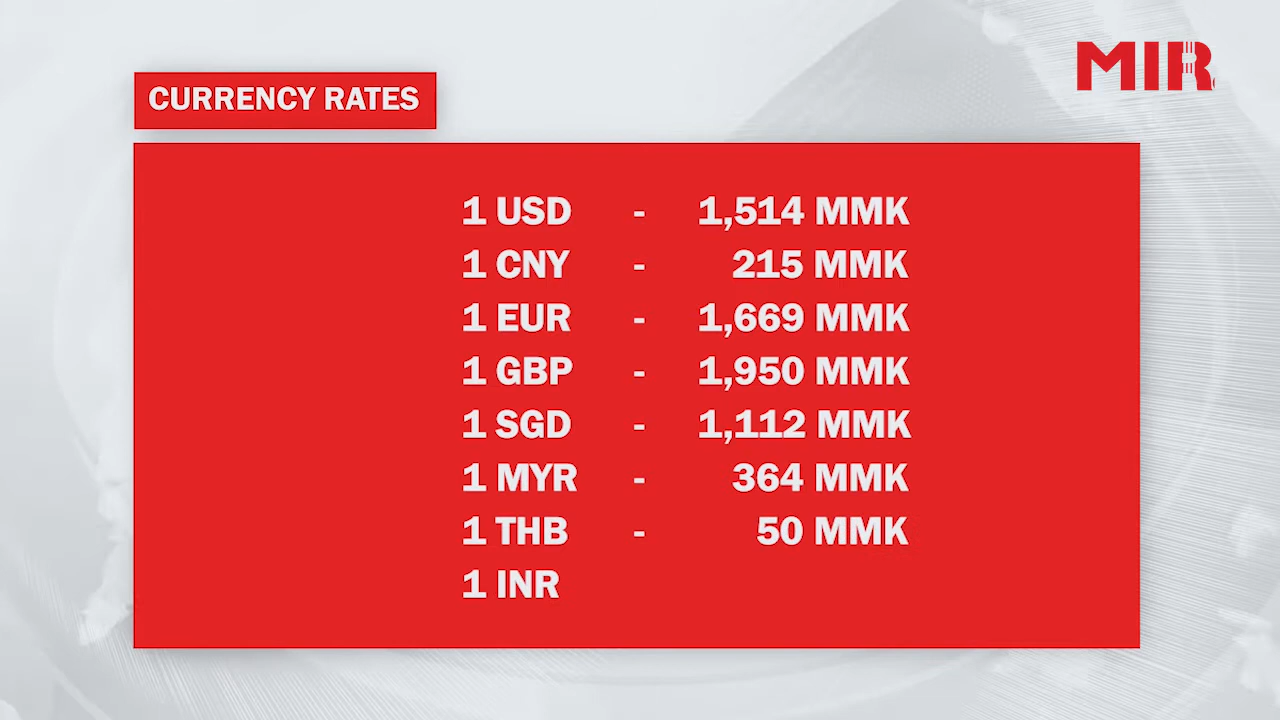 MIR
CURRENCY RATES
1 USD - 1,514 MMK
1 CNY - 215 MMK
1 EUR - 1,669 MMK
1 GBP - 1,950 MMK
1 SGD - 1,112 MMK
1 MYR - 364 MMK
1 THB - 50 MMK
1 INR